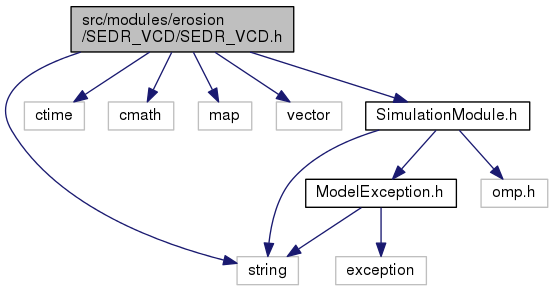 src/modules/erosion
/SEDR_VCD/SEDR_VCD.h
ctime
cmath
map
vector
SimulationModule.h
ModelException.h
omp.h
string
exception